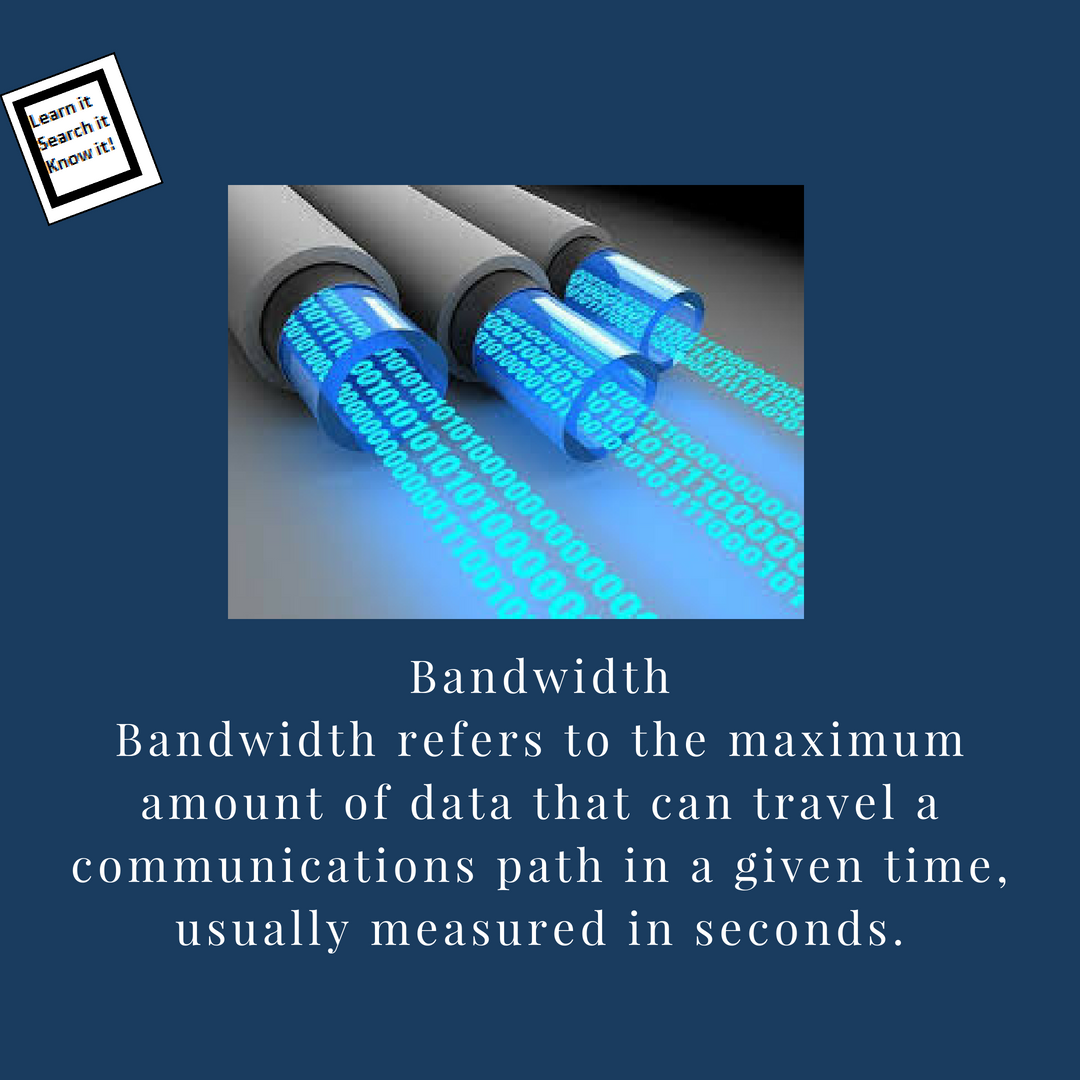 Learn it
Search it
Know it!
Bandwidth
Bandwidth refers to the maximum
amount of data that can travel a
communications path in a given time,
usually measured in seconds.